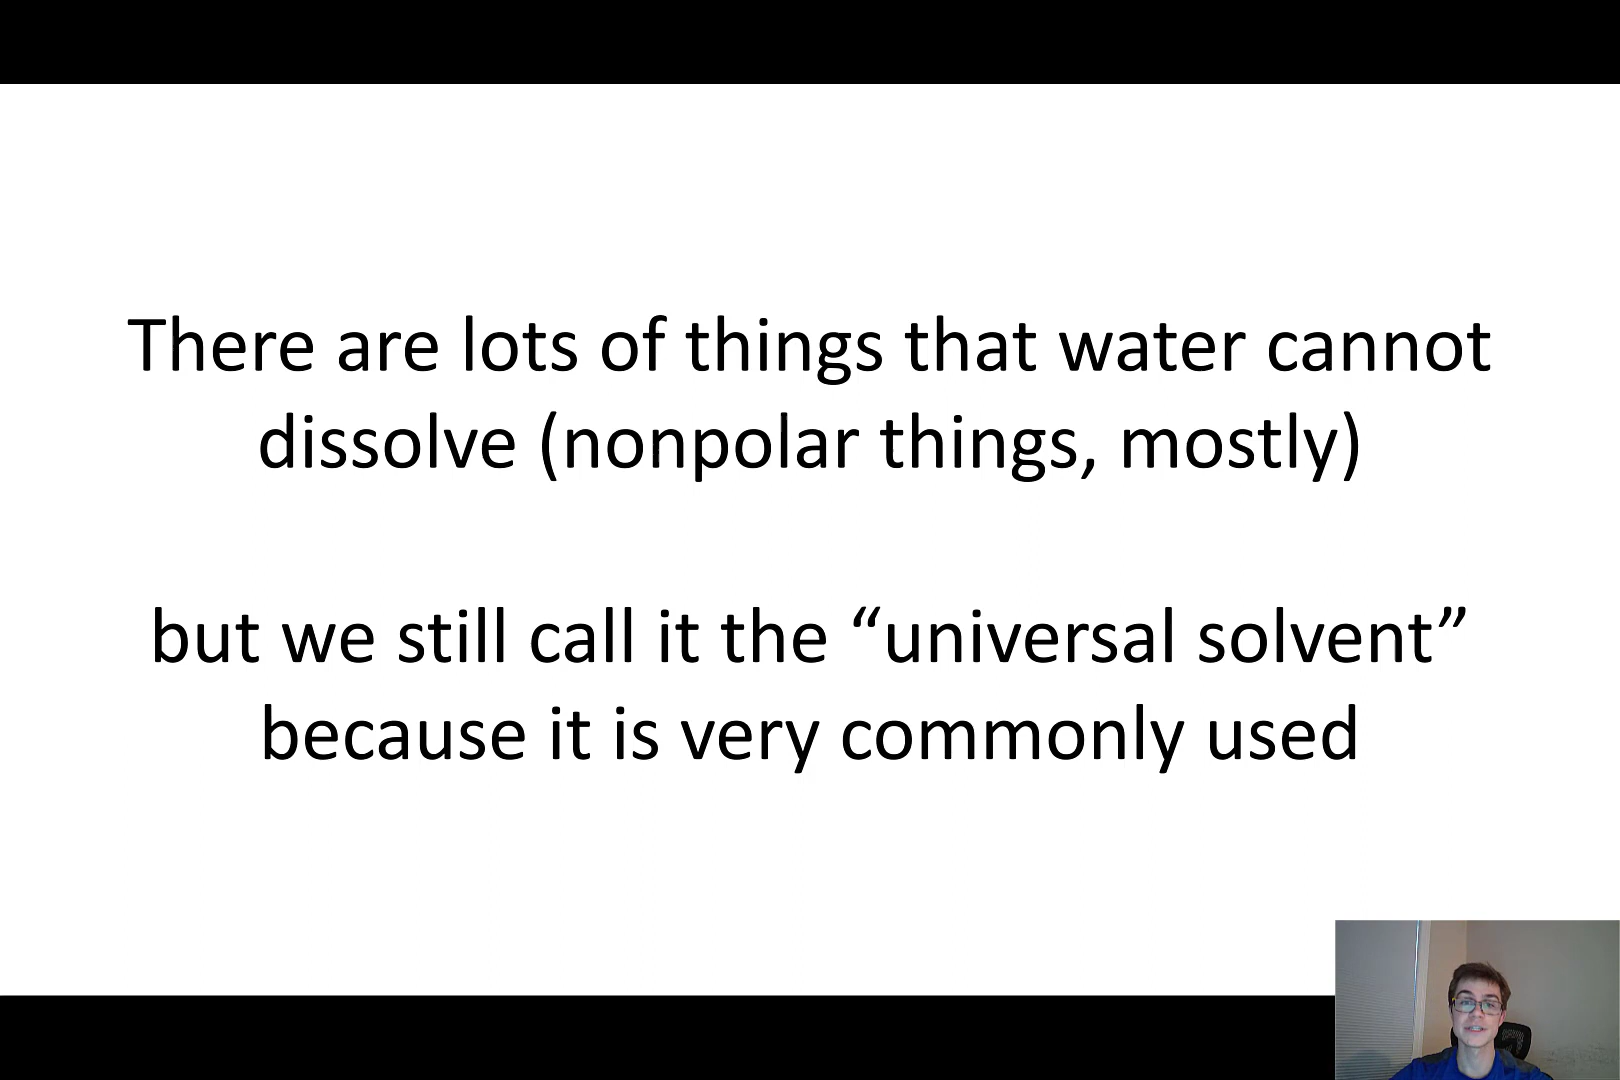 There are lots of things that water cannot
dissolve (nonpolar things, mostly)
but we still call it the “universal solvent”
because it is very commonly used